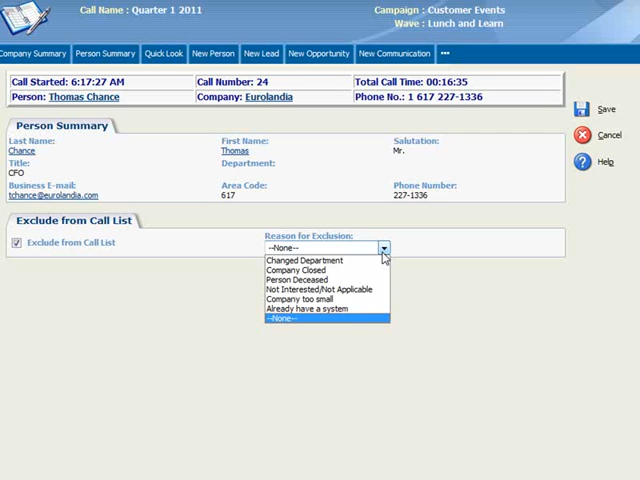 Call Name : Quarter 1 2011
Campaign : Customer Events
Wave : Lunch and Learn
Company Summary Person Summary Quick Look New Person New Lead New Opportunity New Communication •••
Call Started: 6:17:27 AM Call Number: 24 Total Call Time: 00:16:35
Person: Thomas Chance Company: Eurolandia Phone No.: 1 617 227-1336
Save
Cancel
Help
Person Summary
Last Name: First Name: Salutation:
Chance Thomas Mr.
Title: Department:
CFO
Business E-mail: Area Code: Phone Number:
tchance@eurolandia.com 617 227-1336
Exclude from Call List
Reason for Exclusion:
Exclude from Call List --None--
Changed Department
Company Closed
Person Deceased
Not Interested/Not Applicable
Company too small
Already have a system
--None--